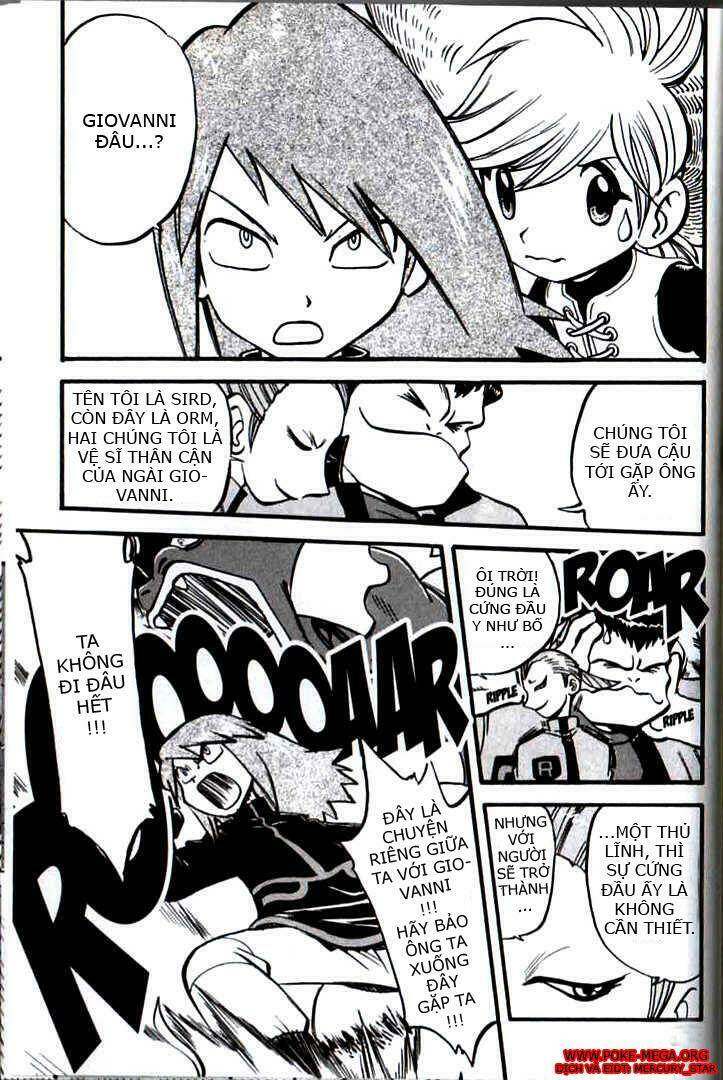 GIOVANNI
ĐÂU...?
CHÚNG TÔI
SẼ ĐƯA CẬU
TỚI GẶP ÔNG
ẤY.
TÊN TÔI LÀ SIRD,
CÒN ĐÂY LÀ ORM,
HAI CHÚNG TÔI LÀ
VỆ SĨ THÂN CẬN
CỦA NGÀI GIO-
VANNI.
ROAR
ÔI TRỜI!
ĐÚNG LÀ
CỨNG ĐẦU
Y NHƯ BỐ
...
RIPPLE
RIPPLE
R
...MỘT THỦ
LĨNH, THÌ
SỰ CỨNG
ĐẦU ẤY LÀ
KHÔNG
CẦN THIẾT.
NHƯNG
VỚI
NGƯỜI
SẼ TRỞ
THÀNH
...
ROOOOOAAR
TA
KHÔNG
ĐI ĐÂU
HẾT
!!!
ĐÂY LÀ
CHUYỆN
RIÊNG GIỮA
TA VỚI GIO-
VANNI
!!!
HÃY BẢO
ÔNG TA
XUỐNG
ĐÂY
GẶP TA
!!!
WWW.POKE-MEGA.ORG
DỊCH VÀ EIDT: MERCURY_STAR